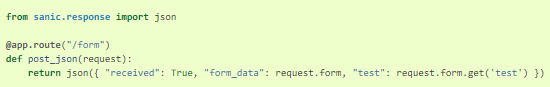 from sanic.response import json

@app.route("/form")
def post_json(request):
    return json({ "received": True, "form_data": request.form, "test": request.form.get('test') })